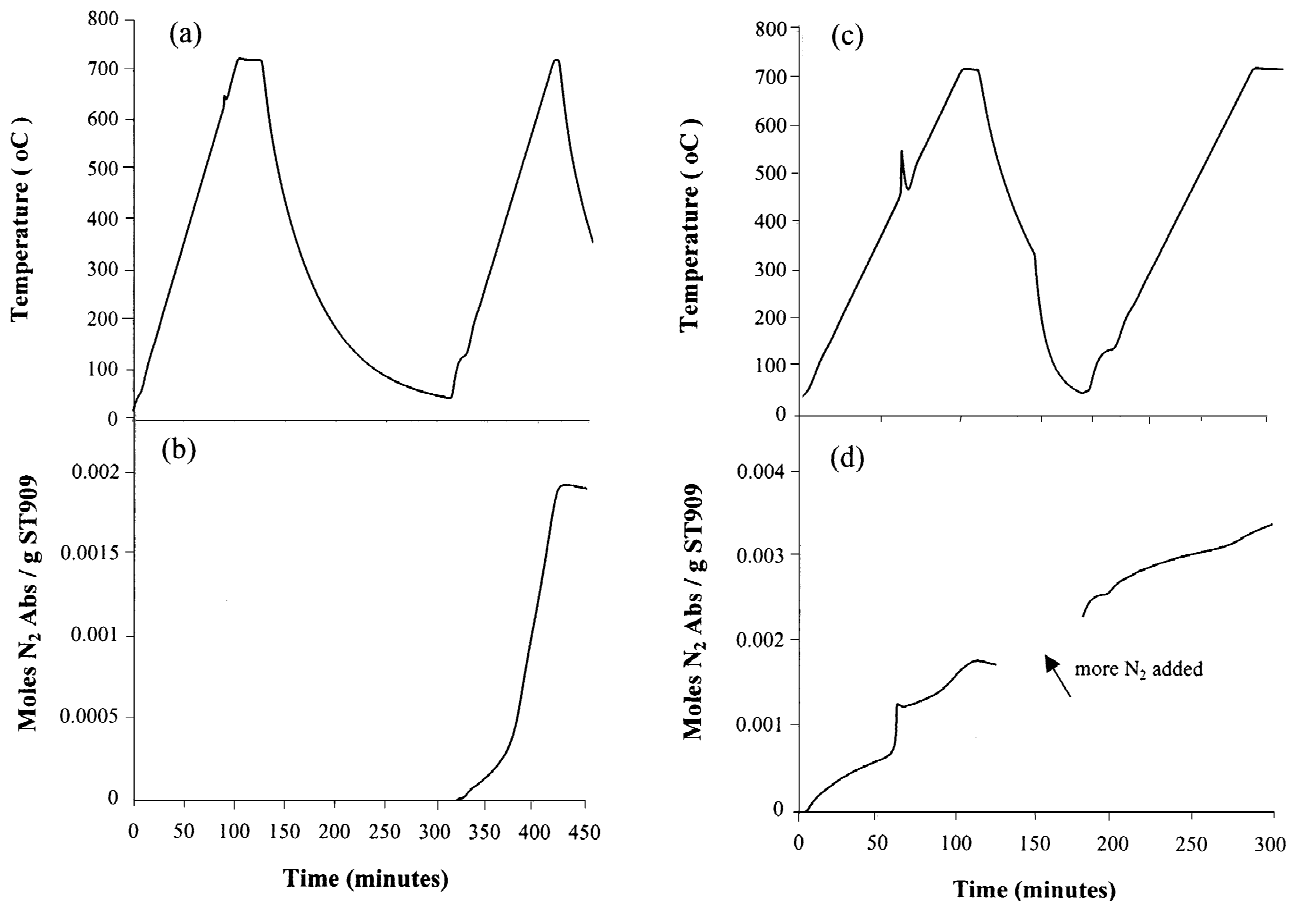 (a)
800
700
600
500
400
300
200
100
0
Temperature ( oC )
(b)
0.002
0.0015
0.001
0.0005
0
Moles N₂ Abs / g ST909
0 50 100 150 200 250 300 350 400 450
Time (minutes)
(c)
800
700
600
500
400
300
200
100
0
Temperature ( oC )
(d)
0.004
0.003
0.002
0.001
0
Moles N₂ Abs / g ST909
more N₂ added
0 50 100 150 200 250 300
Time (minutes)